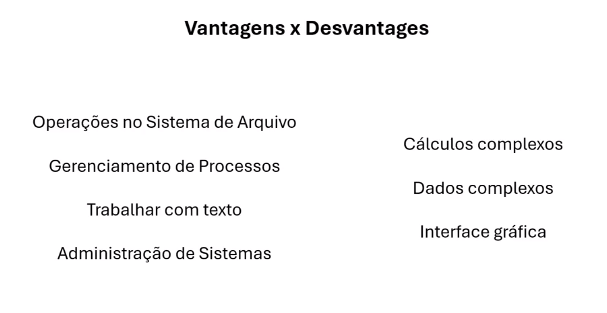 Vantagens x Desvantages
Operações no Sistema de Arquivo
Gerenciamento de Processos
Trabalhar com texto
Administração de Sistemas
Cálculos complexos
Dados complexos
Interface gráfica